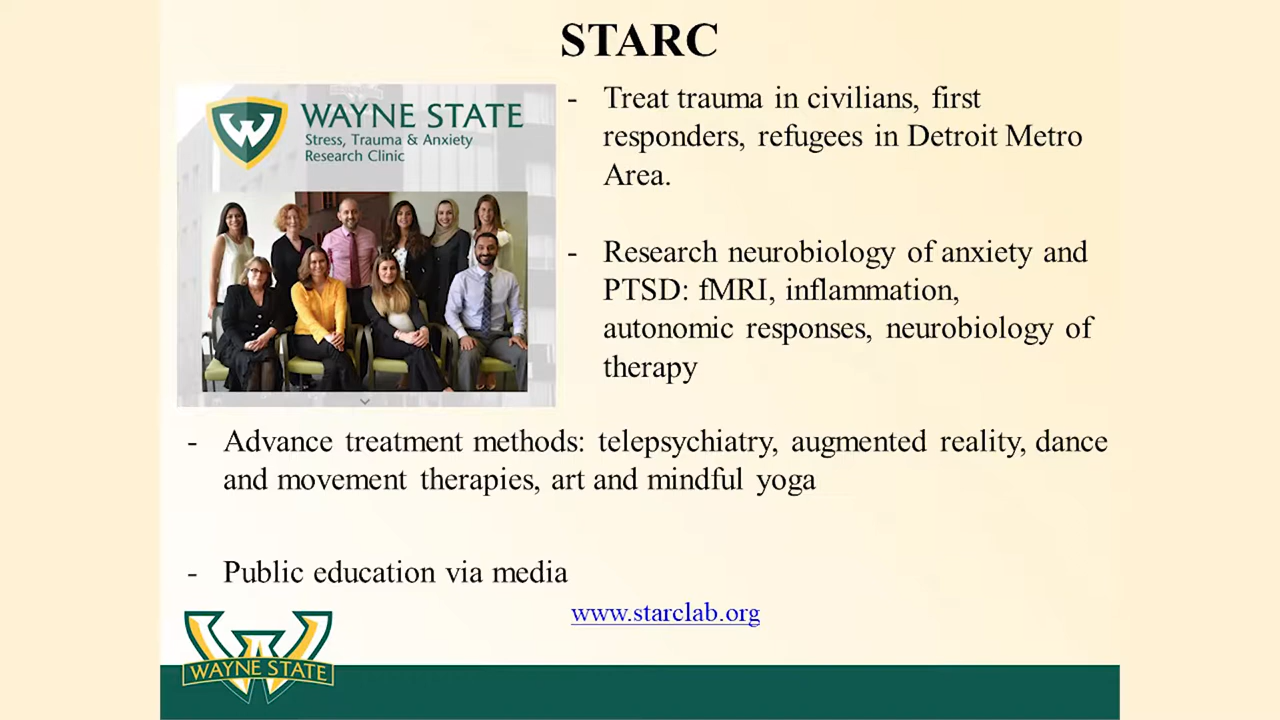 STARC
WAYNE STATE
Stress, Trauma & Anxiety
Research Clinic
- Treat trauma in civilians, first
responders, refugees in Detroit Metro
Area.
- Research neurobiology of anxiety and
PTSD: fMRI, inflammation,
autonomic responses, neurobiology of
therapy
- Advance treatment methods: telepsychiatry, augmented reality, dance
and movement therapies, art and mindful yoga
- Public education via media
www.starclab.org
WAYNE STATE